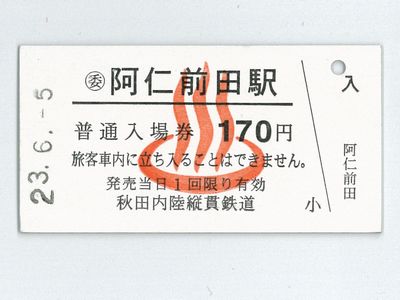 ㊫阿仁前田駅
普通入場券 170円
旅客車内に立ち入ることはできません。
発売当日1回限り有効
秋田内陸縦貫鉄道
23.6.-5
入
阿仁前田
小